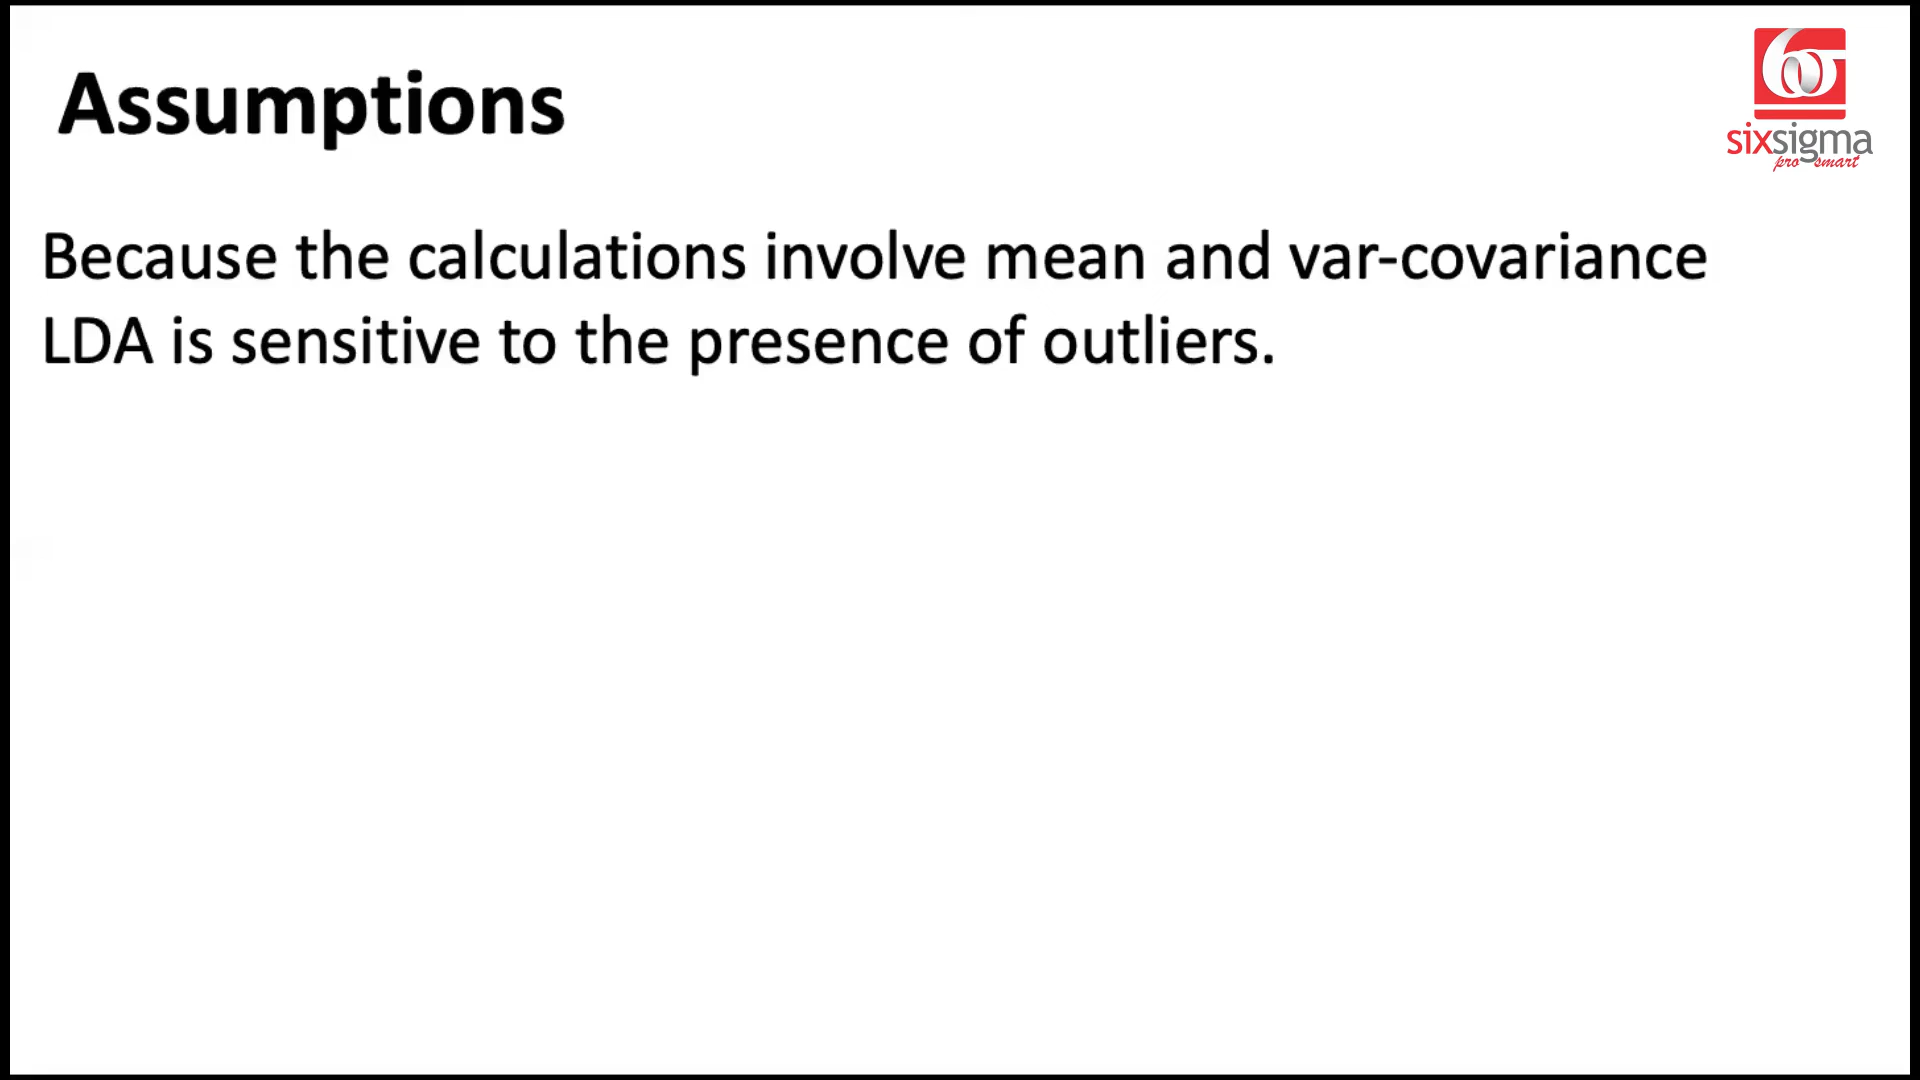 Assumptions
sixsigma
pro smart
Because the calculations involve mean and var-covariance
LDA is sensitive to the presence of outliers.